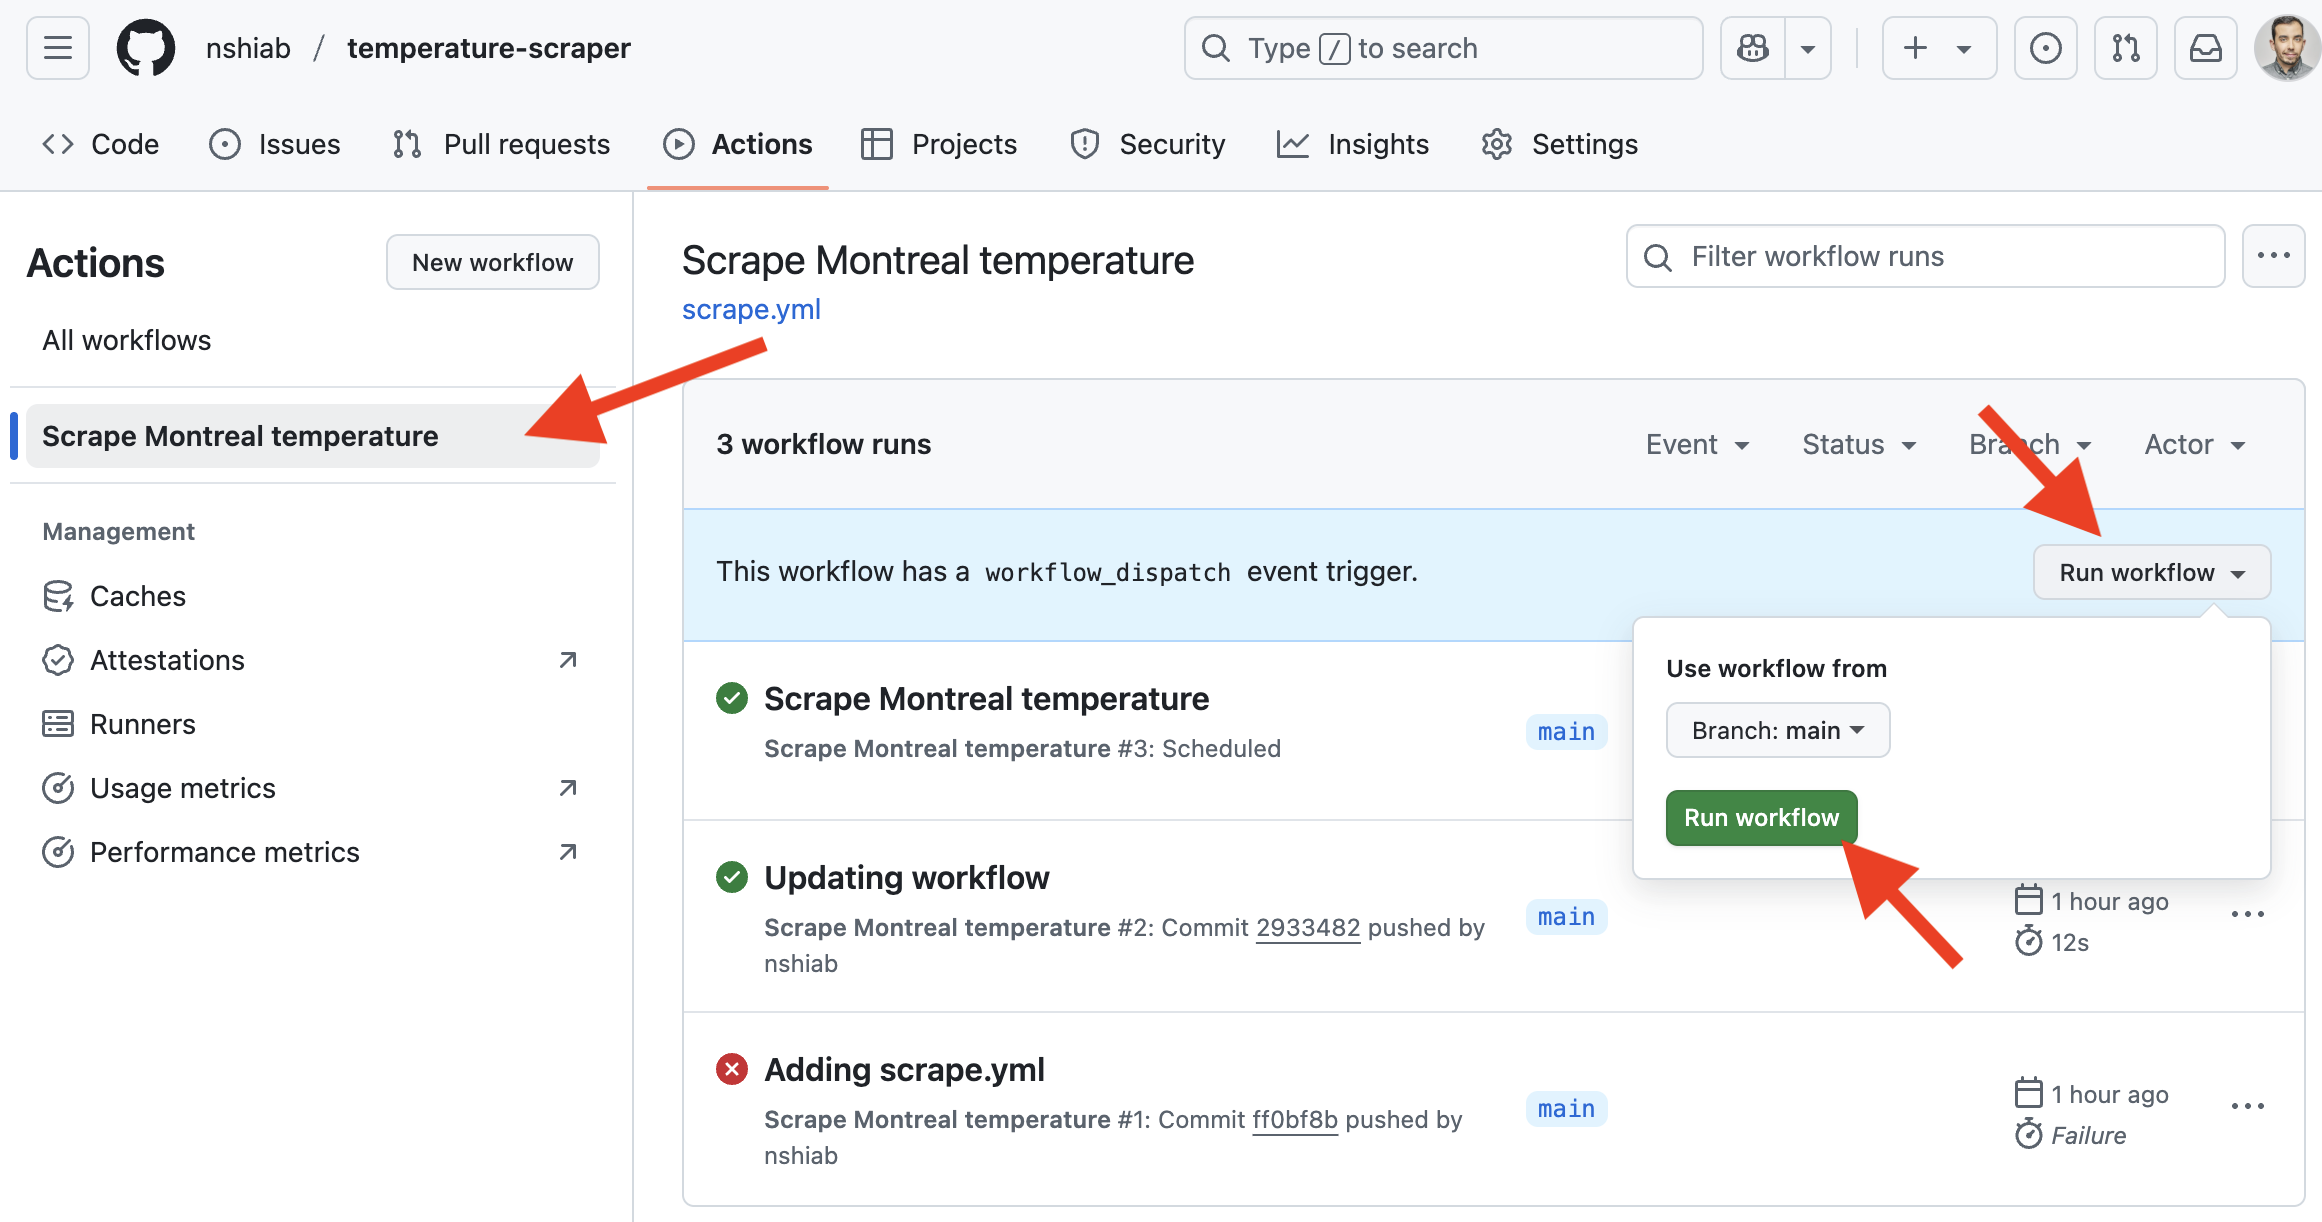 nshiab / temperature-scraper
Type / to search
Code
Issues
Pull requests
Actions
Projects
Security
Insights
Settings
Actions
New workflow
All workflows
Scrape Montreal temperature
Management
Caches
Attestations
Runners
Usage metrics
Performance metrics
Scrape Montreal temperature
scrape.yml
Filter workflow runs
3 workflow runs
Event
Status
Branch
Actor
This workflow has a workflow_dispatch event trigger.
Run workflow
Use workflow from
Branch: main
Run workflow
Scrape Montreal temperature
Scrape Montreal temperature #3: Scheduled
main
Updating workflow
Scrape Montreal temperature #2: Commit 2933482 pushed by
nshiab
main
1 hour ago
12s
Adding scrape.yml
Scrape Montreal temperature #1: Commit ff0bf8b pushed by
nshiab
main
1 hour ago
Failure